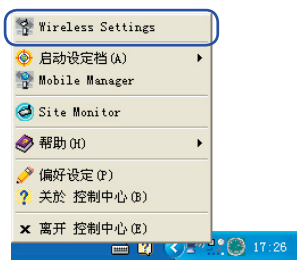 Wireless Settings
启动设定档(A)
Mobile Manager
Site Monitor
帮助(H)
偏好设定(P)
关於 控制中心(B)
离开 控制中心(E)
17:26